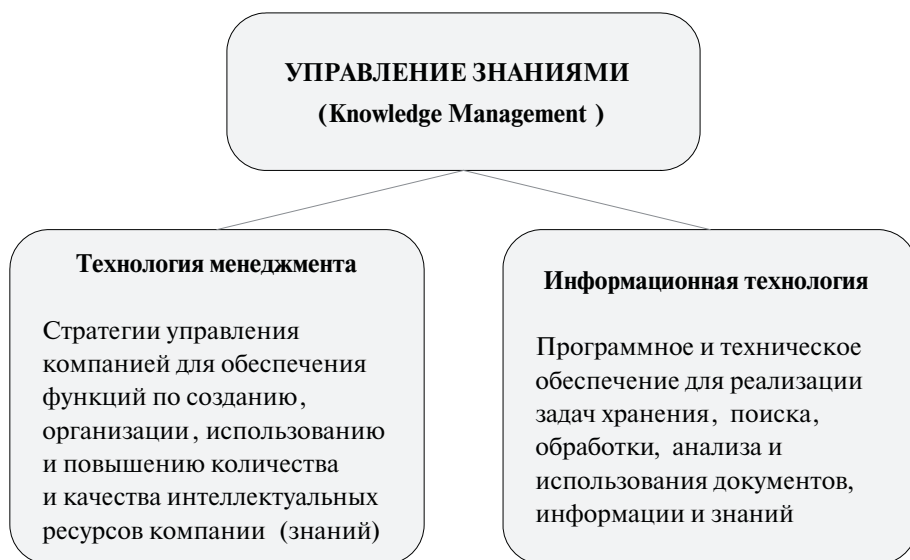 УПРАВЛЕНИЕ ЗНАНИЯМИ
(Knowledge Management )
Технология менеджмента
Стратегии управления
компанией для обеспечения
функций по созданию,
организации, использованию
и повышению количества
и качества интеллектуальных
ресурсов компании (знаний)
Информационная технология
Программное и техническое
обеспечение для реализации
задач хранения, поиска,
обработки, анализа и
использования документов,
информации и знаний